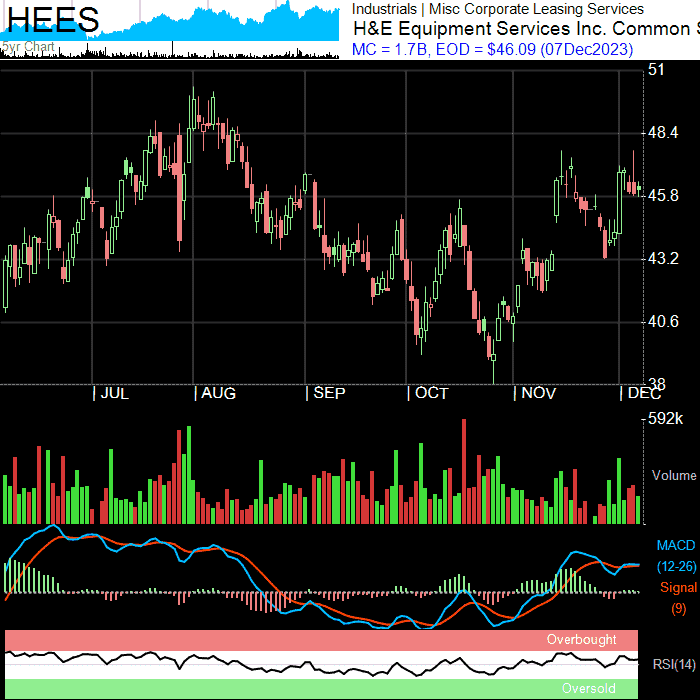 HEES
5yr Chart
Industrials | Misc Corporate Leasing Services
H&E Equipment Services Inc. Common S
MC = 1.7B, EOD = $46.09 (07Dec2023)
51
48.4
45.8
43.2
40.6
38
| JUL | AUG | SEP | OCT | NOV | DEC
592k
Volume
MACD
(12-26)
Signal
(9)
Overbought
RSI(14)
Oversold